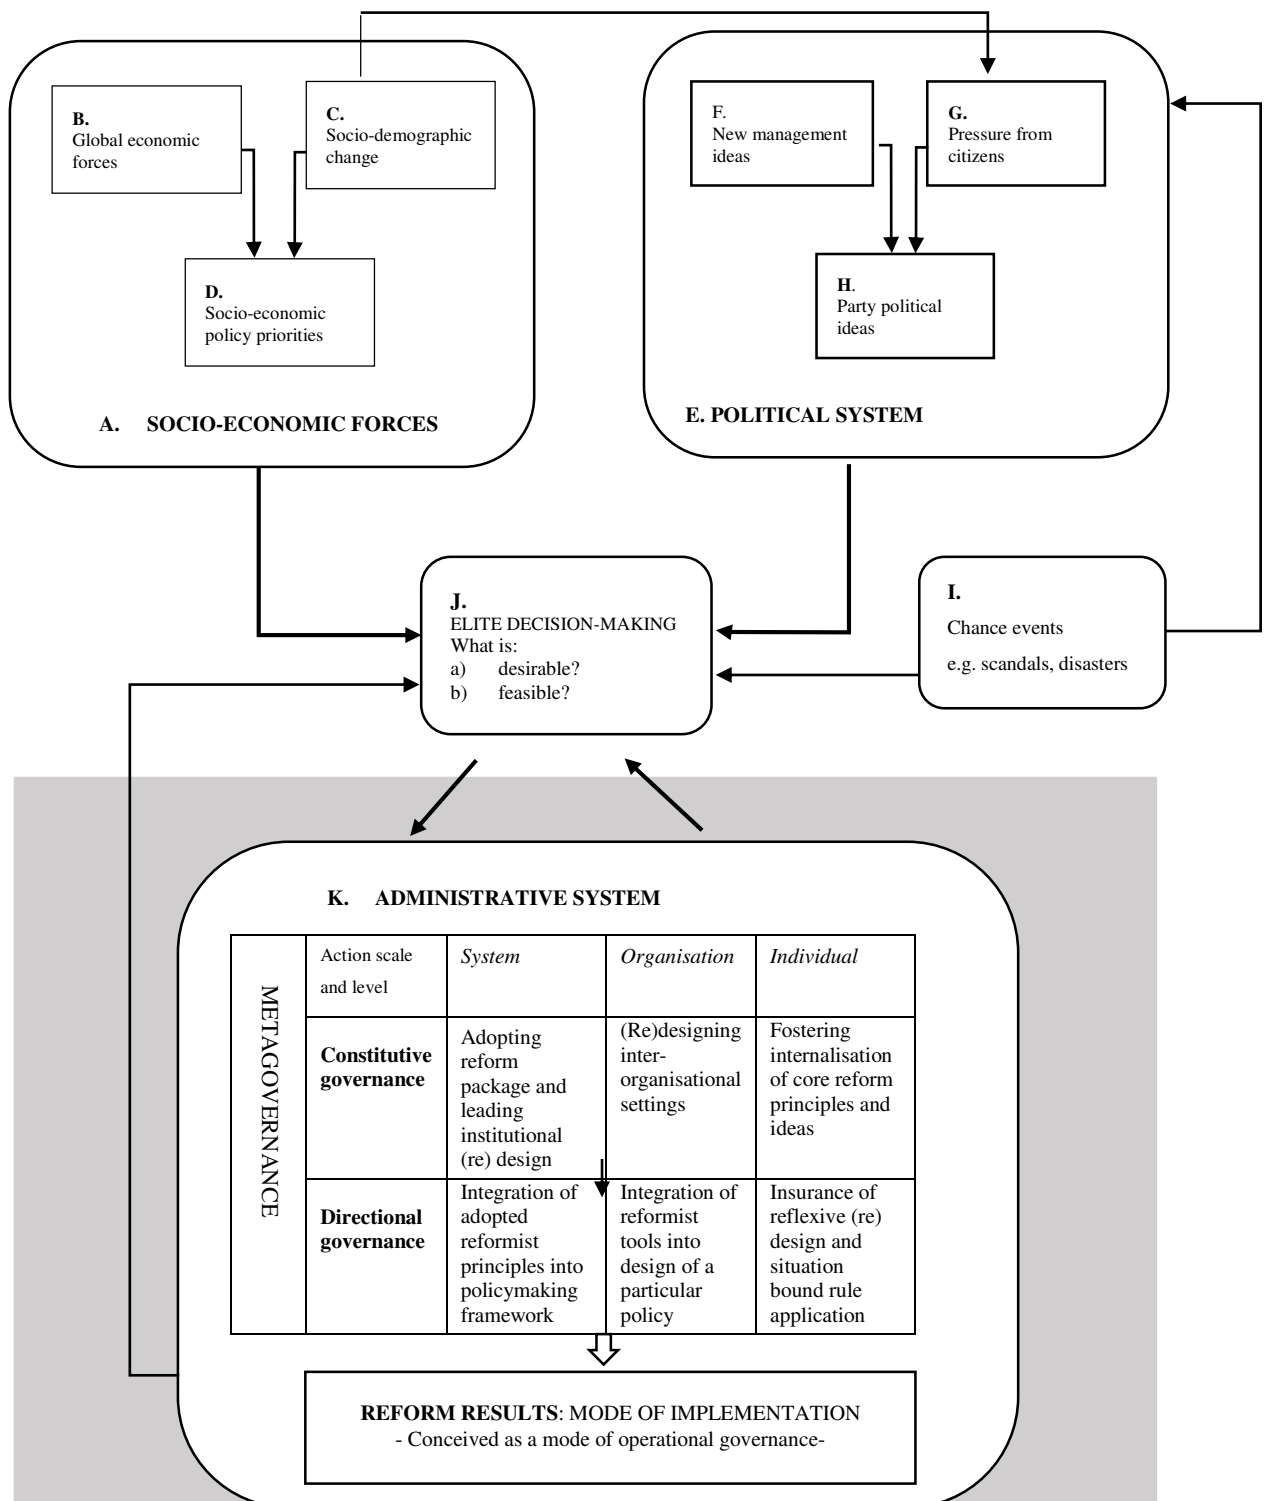 B.
Global economic
forces
C.
Socio-demographic
change
D.
Socio-economic
policy priorities
A. SOCIO-ECONOMIC FORCES
F.
New management
ideas
G.
Pressure from
citizens
H.
Party political
ideas
E. POLITICAL SYSTEM
J.
ELITE DECISION-MAKING
What is:
a) desirable?
b) feasible?
I.
Chance events
e.g. scandals, disasters
K. ADMINISTRATIVE SYSTEM
METAGOVERNANCE
Action scale
and level
System
Organisation
Individual
Constitutive
governance
Adopting
reform
package and
leading
institutional
(re) design
(Re)designing
inter-
organisational
settings
Fostering
internalisation
of core reform
principles and
ideas
Directional
governance
Integration of
adopted
reformist
principles into
policymaking
framework
Integration of
reformist
tools into
design of a
particular
policy
Insurance of
reflexive (re)
design and
situation
bound rule
application
REFORM RESULTS: MODE OF IMPLEMENTATION
- Conceived as a mode of operational governance-